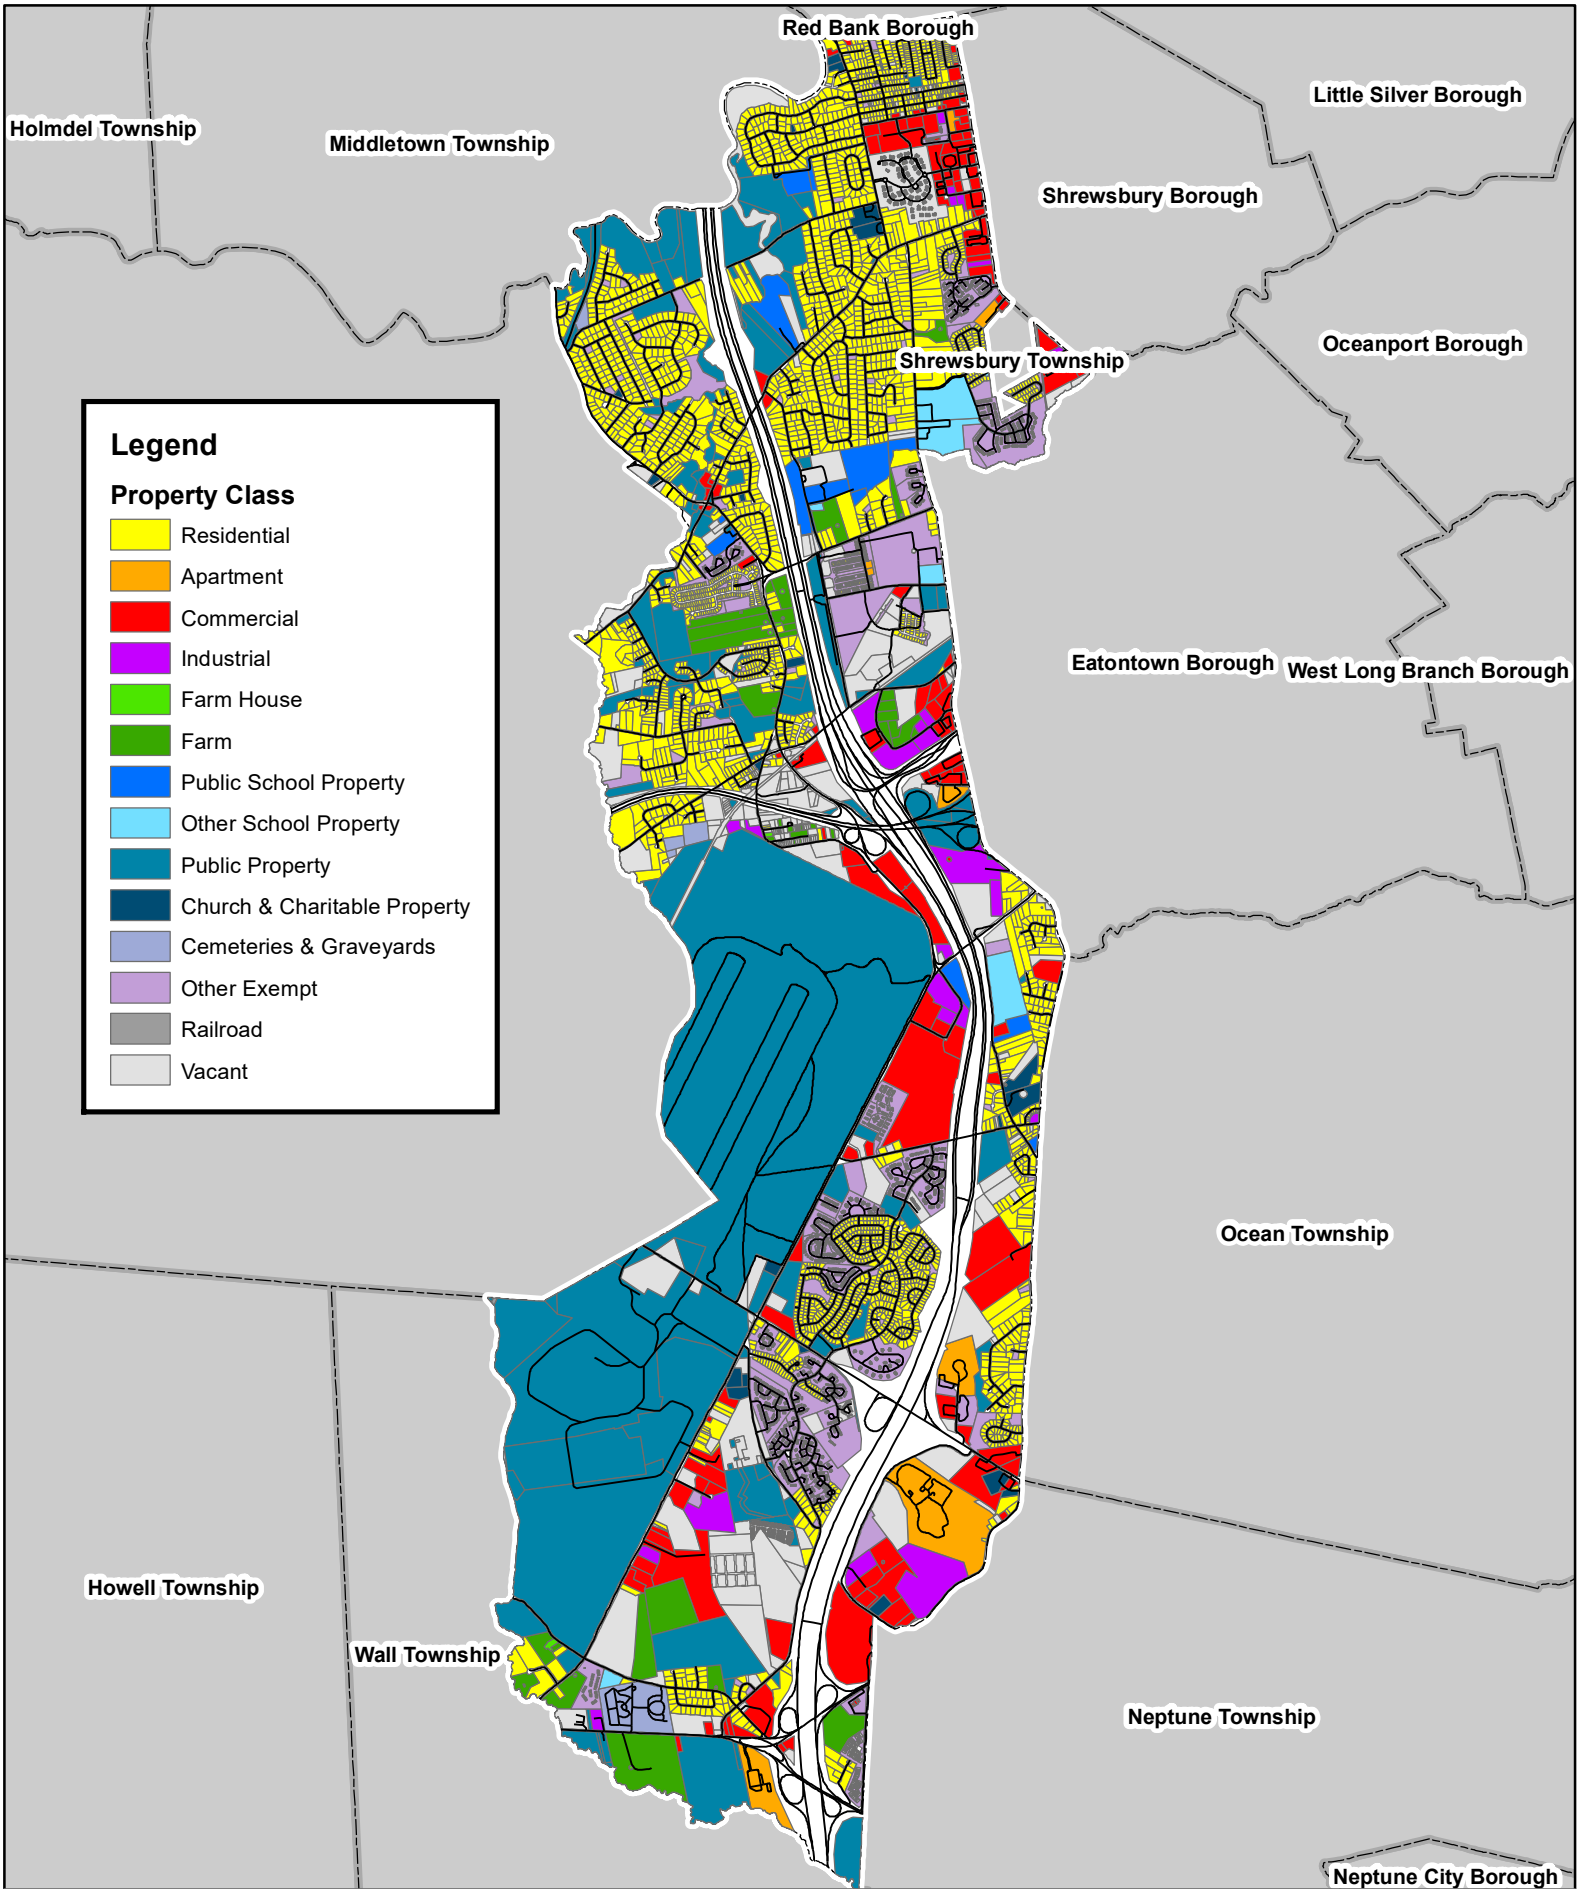 Red Bank Borough
Little Silver Borough
Holmdel Township
Middletown Township
Shrewsbury Borough
Oceanport Borough
Shrewsbury Township
Legend
Property Class
Residential
Apartment
Commercial
Industrial
Farm House
Farm
Public School Property
Other School Property
Public Property
Church & Charitable Property
Cemeteries & Graveyards
Other Exempt
Railroad
Vacant
Eatontown Borough
West Long Branch Borough
Ocean Township
Howell Township
Wall Township
Neptune Township
Neptune City Borough